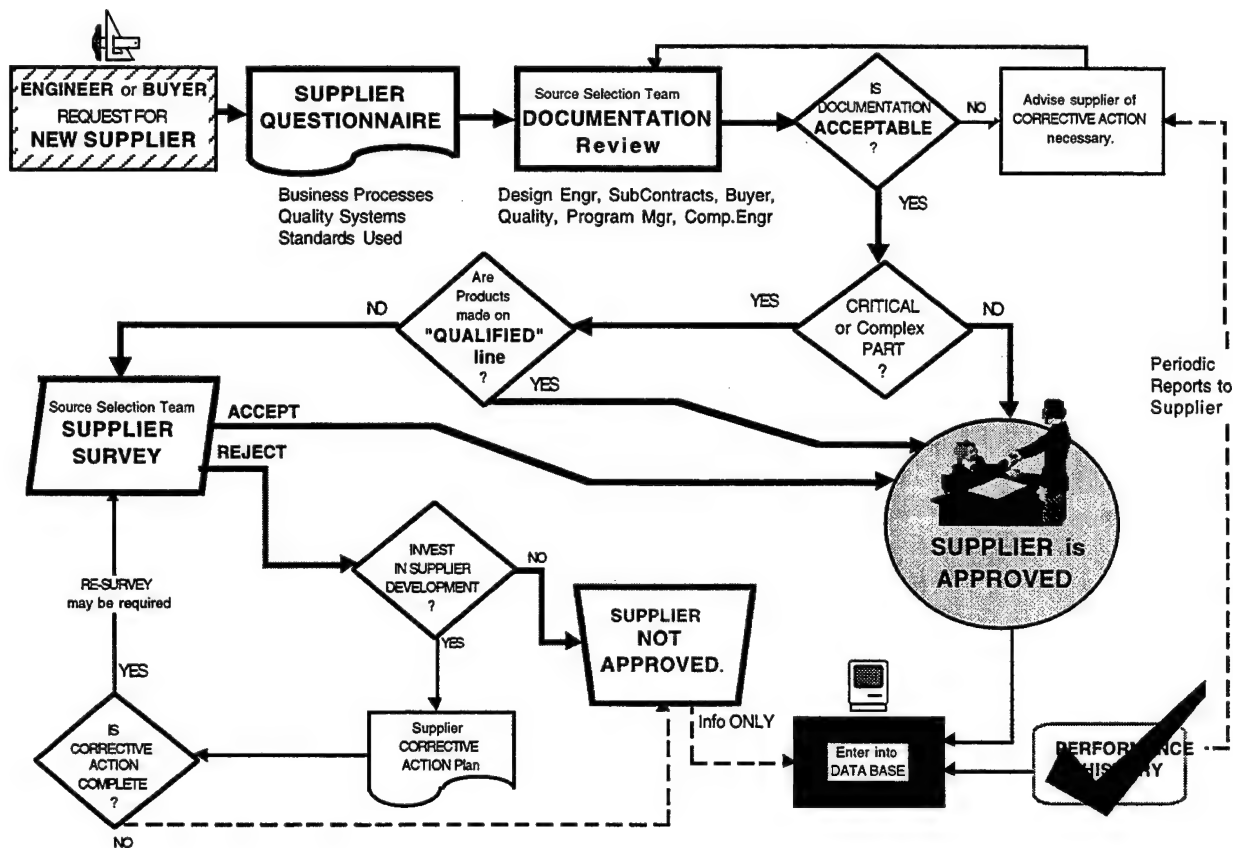 ENGINEER or BUYER
REQUEST FOR
NEW SUPPLIER
SUPPLIER
QUESTIONNAIRE
Business Processes
Quality Systems
Standards Used
Source Selection Team
DOCUMENTATION
Review
Design Engr, SubContracts, Buyer,
Quality, Program Mgr, Comp.Engr
IS
DOCUMENTATION
ACCEPTABLE
?
NO
Advise supplier of
CORRECTIVE ACTION
necessary.
YES
CRITICAL
or Complex
PART
?
YES
NO
Are
Products
made on
"QUALIFIED"
line
?
NO
YES
Periodic
Reports to
Supplier
Source Selection Team
SUPPLIER
SURVEY
ACCEPT
REJECT
SUPPLIER is
APPROVED
INVEST
IN SUPPLIER
DEVELOPMENT
?
NO
YES
RE-SURVEY
may be required
SUPPLIER
NOT
APPROVED.
YES
IS
CORRECTIVE
ACTION
COMPLETE
?
NO
Supplier
CORRECTIVE
ACTION Plan
Info ONLY
Enter into
DATA BASE